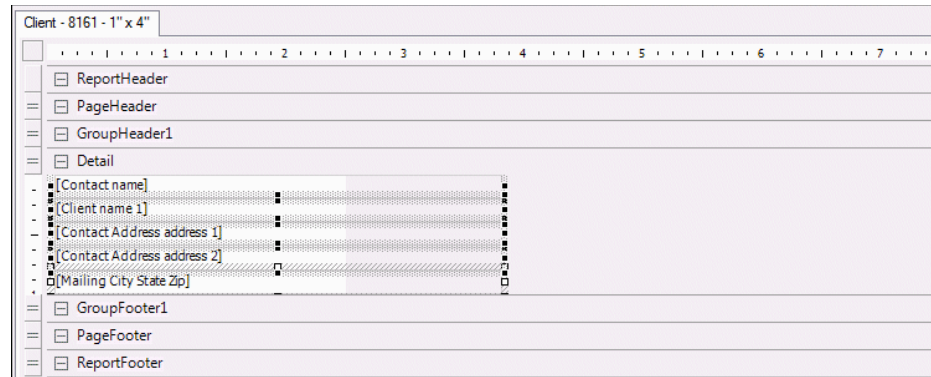 Client - 8161 - 1" x 4"
1 2 3 4 5 6 7
ReportHeader
PageHeader
GroupHeader1
Detail
[Contact name]
[Client name 1]
[Contact Address address 1]
[Contact Address address 2]
[Mailing City State Zip]
GroupFooter1
PageFooter
ReportFooter